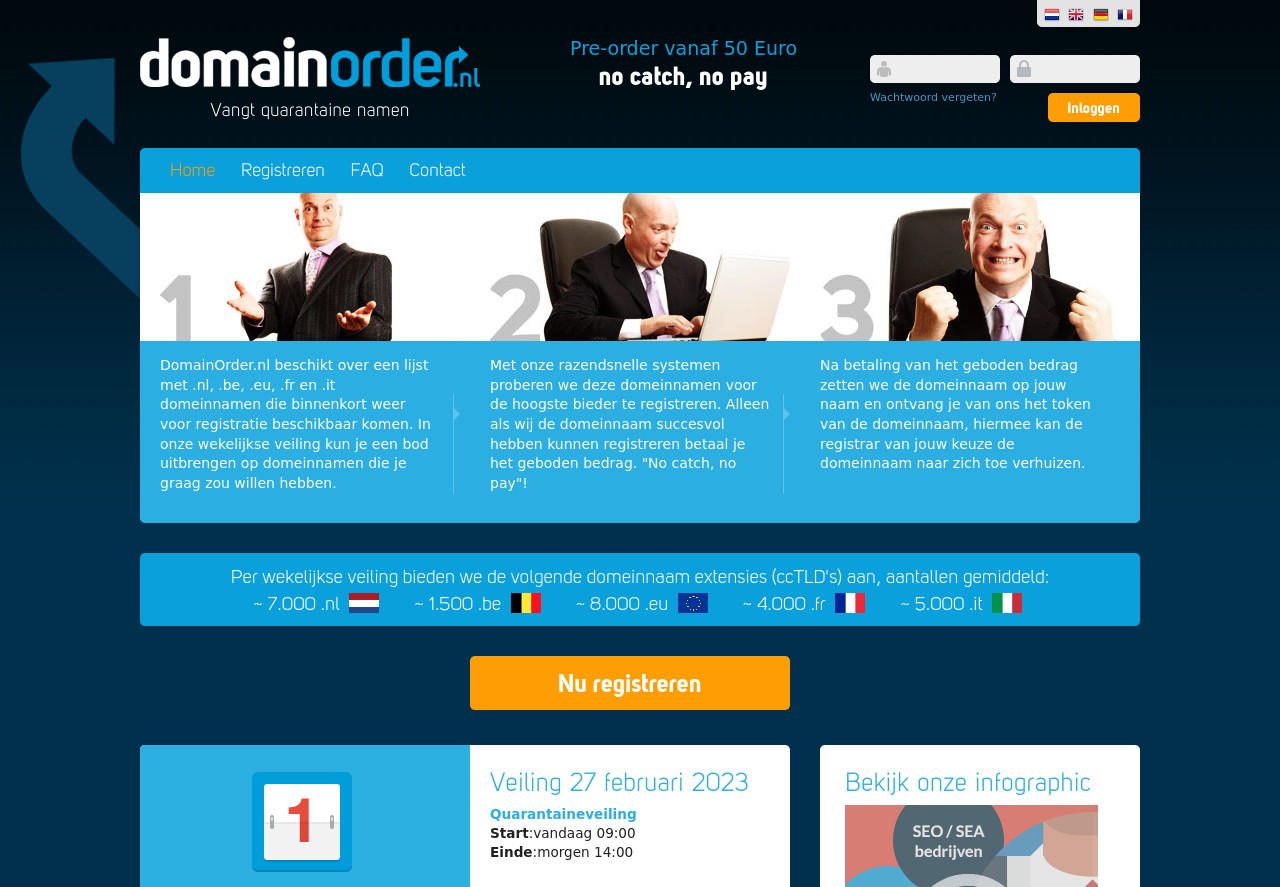 domainorder.nl
Vangt quarantaine namen
Pre-order vanaf 50 Euro
no catch, no pay
Wachtwoord vergeten?
Inloggen
Home Registreren FAQ Contact
1
DomainOrder.nl beschikt over een lijst
met .nl, .be, .eu, .fr en .it
domeinnamen die binnenkort weer
voor registratie beschikbaar komen. In
onze wekelijkse veiling kun je een bod
uitbrengen op domeinnamen die je
graag zou willen hebben.
2
Met onze razendsnelle systemen
proberen we deze domeinnamen voor
de hoogste bieder te registreren. Alleen
als wij de domeinnaam succesvol
hebben kunnen registreren betaal je
het geboden bedrag. "No catch, no
pay"!
3
Na betaling van het geboden bedrag
zetten we de domeinnaam op jouw
naam en ontvang je van ons het token
van de domeinnaam, hiermee kan de
registrar van jouw keuze de
domeinnaam naar zich toe verhuizen.
Per wekelijkse veiling bieden we de volgende domeinnaam extensies (ccTLD's) aan, aantallen gemiddeld:
~ 7.000 .nl ~ 1.500 .be ~ 8.000 .eu ~ 4.000 .fr ~ 5.000 .it
Nu registreren
1
Veiling 27 februari 2023
Quarantaineveiling
Start:vandaag 09:00
Einde:morgen 14:00
Bekijk onze infographic
SEO / SEA
bedrijven